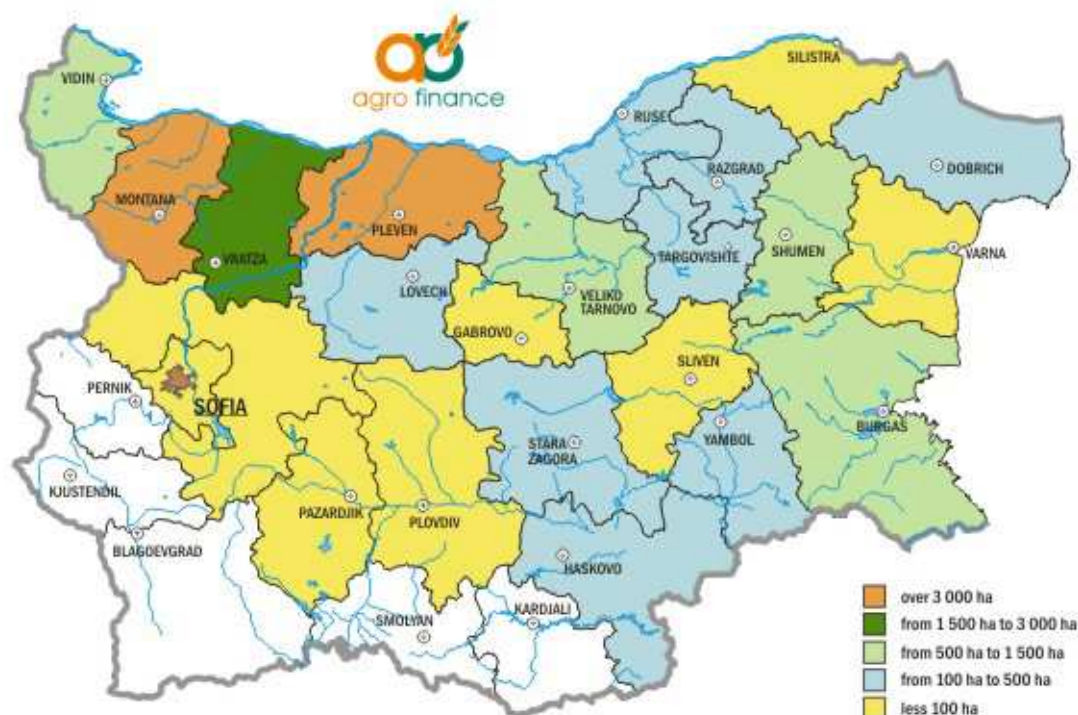 agro finance
VIDIN
SILISTRA
RUSE
DOBRICH
RAZGRAD
MONTANA
PLEVEN
VRATZA
TARGOVISHTE
SHUMEN
VARNA
LOVECH
VELIKO
TARNOVO
GABROVO
SLIVEN
PERNIK
SOFIA
BURGAS
YAMBOL
STARA
ZAGORA
KJUSTENDIL
PAZARDJIK
PLOVDIV
BLAGOEVGRAD
HASKOVO
KARDJALI
SMOLYAN
over 3 000 ha
from 1 500 ha to 3 000 ha
from 500 ha to 1 500 ha
from 100 ha to 500 ha
less 100 ha